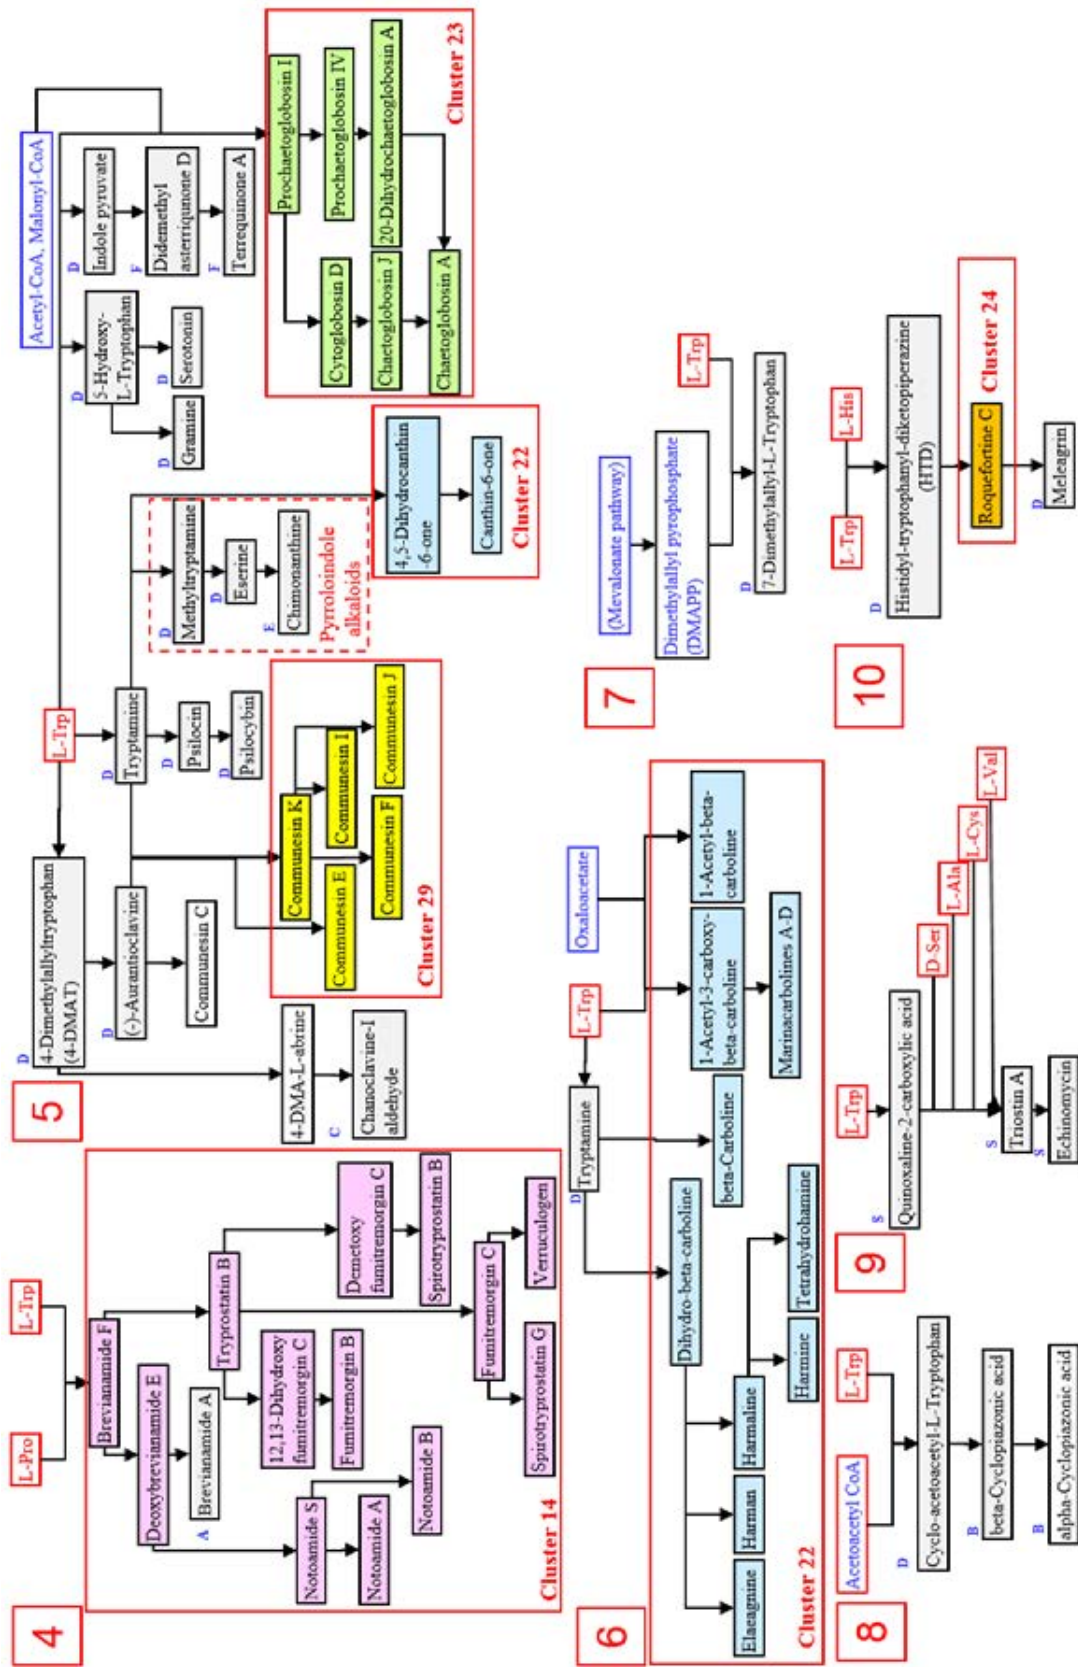 4
L-Pro
L-Trp
Brevianamide F
Deoxybrevianamide E
A
Brevianamide A
Tryprostatin B
Notoamide S
Notoamide A
Notoamide B
12,13-Dihydroxy
fumitremorgin C
Fumitremorgin B
Demetoxy
fumitremorgin C
Spirotryprostatin B
Fumitremorgin C
Spirotryprostatin G
Verruculogen
Cluster 14
5
L-Trp
Acetyl-CoA, Malonyl-CoA
D
4-Dimethylallyltryptophan
(4-DMAT)
D
(-)-Aurantioclavine
Communesin C
4-DMA-L-abrine
C
Chanoclavine-I
aldehyde
D
Tryptamine
D
Psilocin
D
Psilocybin
Communesin K
Communesin E
Communesin I
Communesin F
Communesin J
Cluster 29
D
Methyltryptamine
D
Eserine
E
Chimonanthine
Pyrroloindole
alkaloids
4,5-Dihydrocanthin
-6-one
Canthin-6-one
Cluster 22
D
5-Hydroxy-
L-Tryptophan
D
Gramine
D
Serotonin
D
Indole pyruvate
F
Didemethyl
asterriqunone D
F
Terrequinone A
Prochaetoglobosin I
Cytoglobosin D
Prochaetoglobosin IV
Chaetoglobosin J
20-Dihydrochaetoglobosin A
Chaetoglobosin A
Cluster 23
6
D
Tryptamine
L-Trp
Oxaloacetate
Dihydro-beta-carboline
beta-Carboline
1-Acetyl-3-carboxy-
beta-carboline
1-Acetyl-beta-
carboline
Marinacarbolines A-D
Elaeagnine
Harman
Harmaline
Harmine
Tetrahydrohamine
Cluster 22
7
(Mevalonate pathway)
Dimethylallyl pyrophosphate
(DMAPP)
L-Trp
D
7-Dimethylallyl-L-Tryptophan
8
Acetoacetyl CoA
L-Trp
D
Cyclo-acetoacetyl-L-Tryptophan
B
beta-Cyclopiazonic acid
B
alpha-Cyclopiazonic acid
9
L-Trp
S
Quinoxaline-2-carboxylic acid
D-Ser
L-Ala
L-Cys
L-Val
S
Triostin A
S
Echinomycin
10
L-Trp
L-His
D
Histidyl-tryptophanyl-diketopiperazine
(HTD)
Roquefortine C
Cluster 24
D
Meleagrin